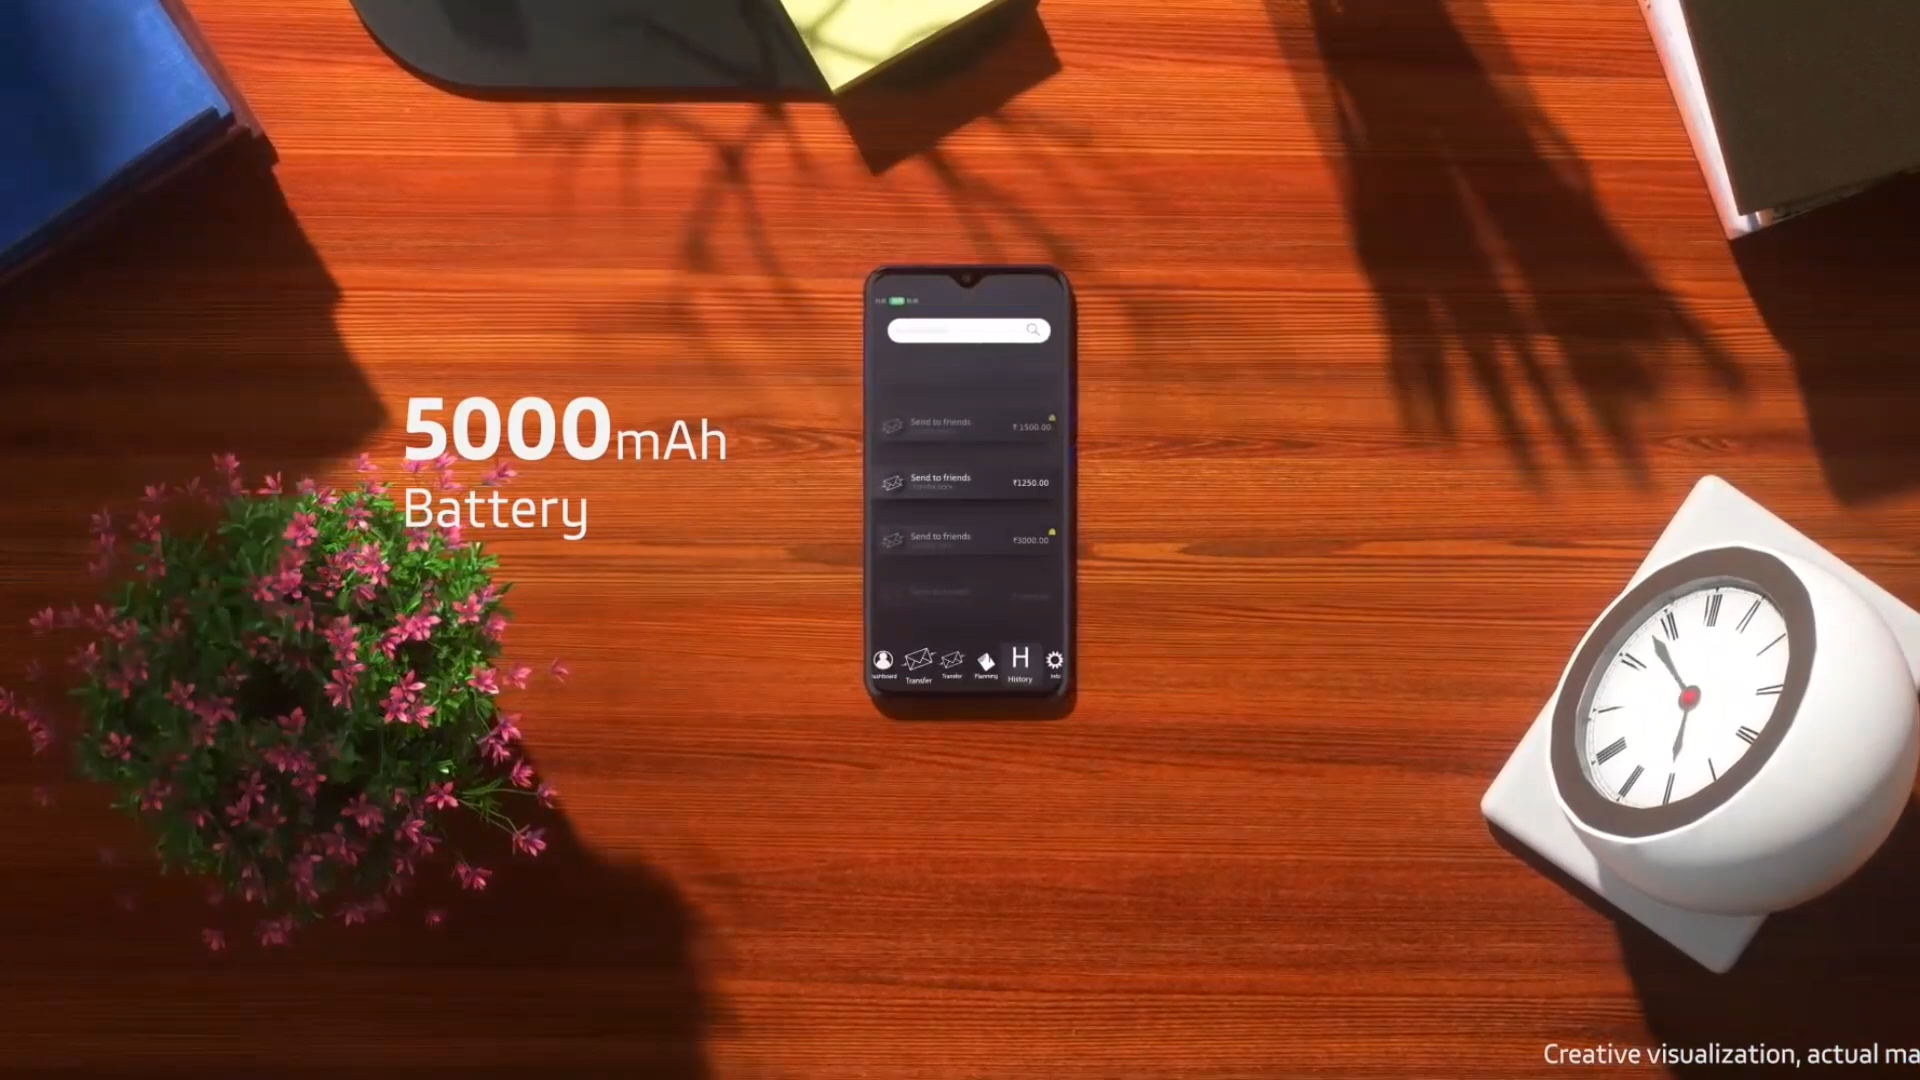 5000mAh
Battery
Send to friends
₹ 1500.00
Send to friends
₹1250.00
Send to friends
₹3000.00
Transfer
Transfer
Planning
H
History
Info
Creative visualization, actual ma